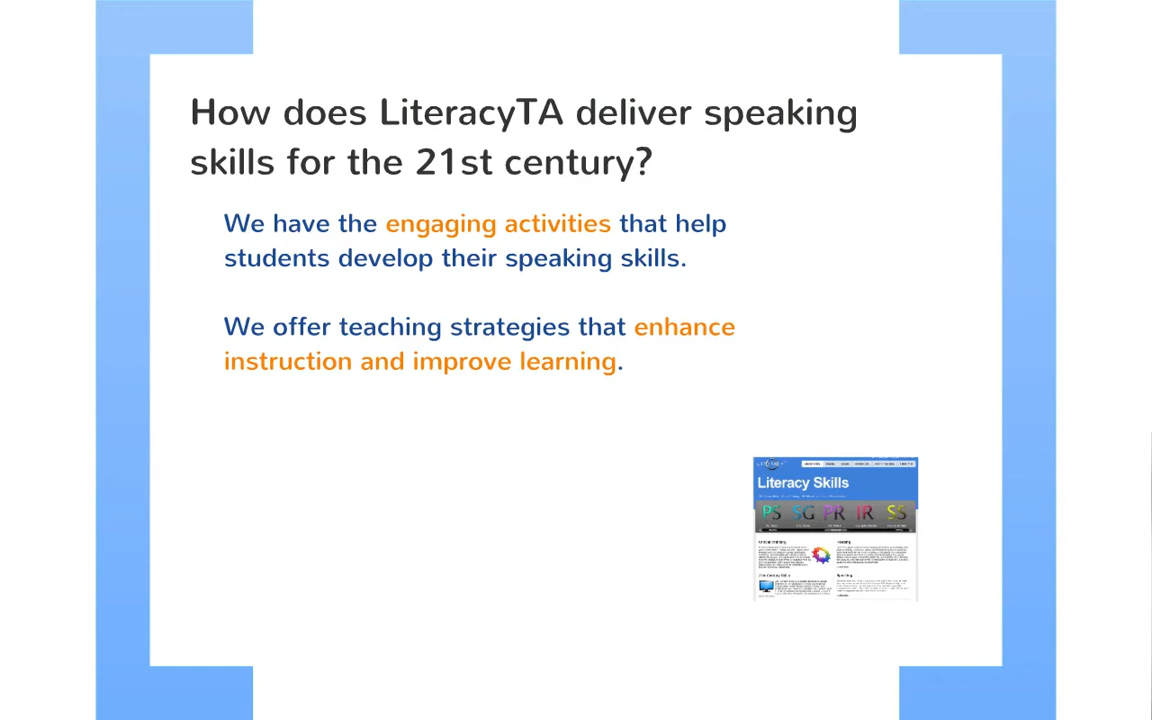 How does LiteracyTA deliver speaking
skills for the 21st century?
We have the engaging activities that help
students develop their speaking skills.
We offer teaching strategies that enhance
instruction and improve learning.
Literacy Skills
PS SG PR IR SS